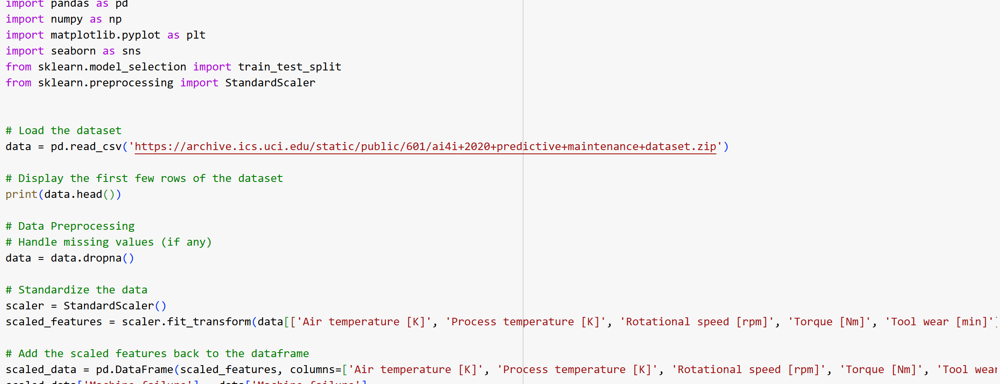 import pandas as pd
import numpy as np
import matplotlib.pyplot as plt
import seaborn as sns
from sklearn.model_selection import train_test_split
from sklearn.preprocessing import StandardScaler
# Load the dataset
data = pd.read_csv('https://archive.ics.uci.edu/static/public/601/ai4i+2020+predictive+maintenance+dataset.zip')
# Display the first few rows of the dataset
print(data.head())
# Data Preprocessing
# Handle missing values (if any)
data = data.dropna()
# Standardize the data
scaler = StandardScaler()
scaled_features = scaler.fit_transform(data[['Air temperature [K]', 'Process temperature [K]', 'Rotational speed [rpm]', 'Torque [Nm]', 'Tool wear [min]']
# Add the scaled features back to the dataframe
scaled_data = pd.DataFrame(scaled_features, columns=['Air temperature [K]', 'Process temperature [K]', 'Rotational speed [rpm]', 'Torque [Nm]', 'Tool wear
scaled_data['Machine failure'] = data['Machine failure']